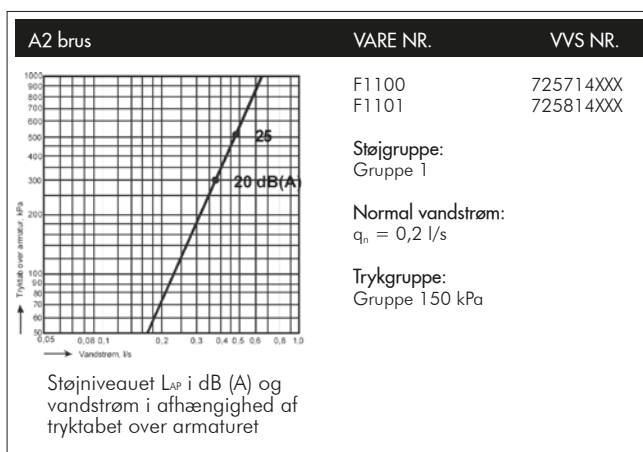 A2 brus VARE NR. VVS NR.
F1100 725714XXX
F1101 725814XXX
Støjgruppe:
Gruppe 1
Normal vandstrøm:
qn = 0,2 l/s
Trykgruppe:
Gruppe 150 kPa
1000
900
800
600
500
400
300
200
100
90
80
70
60
50
Tryktab over armatur, kPa
25
20 dB(A)
0,05 0,08 0,1 0,2 0,3 0,4 0,5 0,6 0,8 1,0
Vandstrøm, l/s
Støjniveauet LAP i dB (A) og
vandstrøm i afhængighed af
tryktabet over armaturet